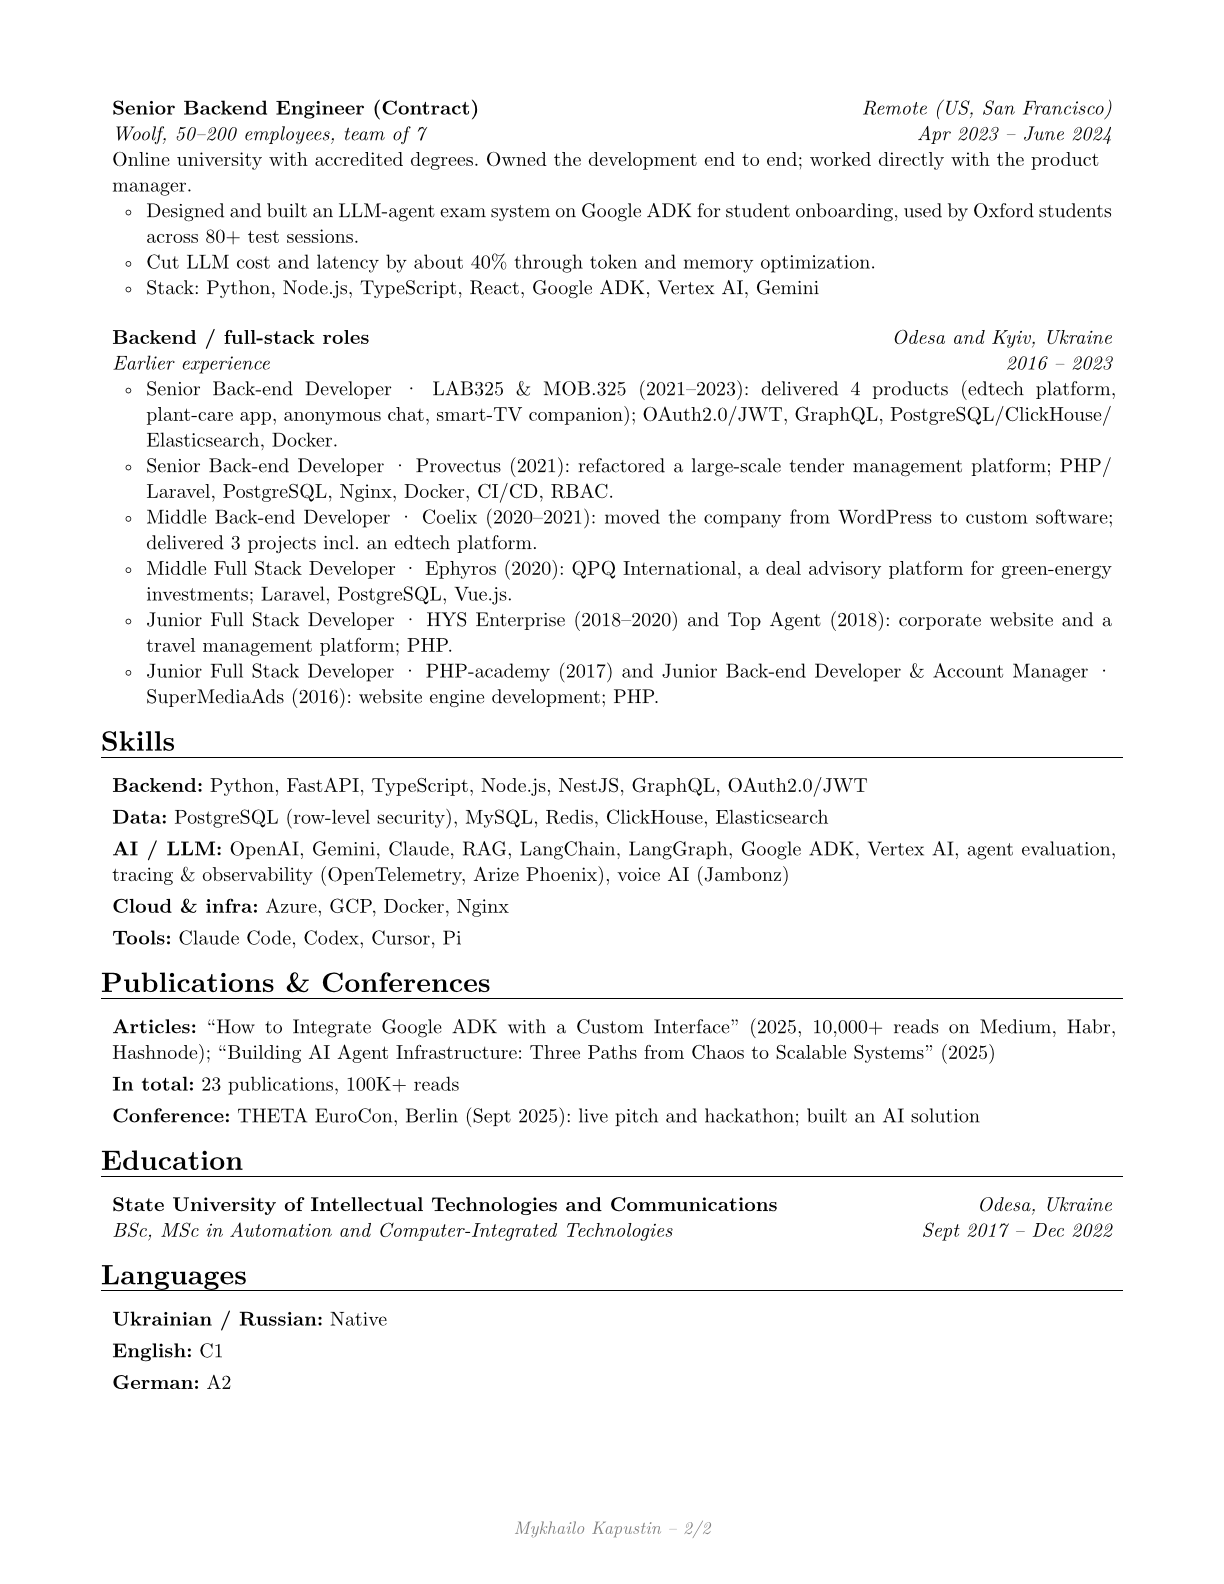 Senior Backend Engineer (Contract) Remote (US, San Francisco)
Woolf, 50–200 employees, team of 7 Apr 2023 – June 2024
Online university with accredited degrees. Owned the development end to end; worked directly with the product
manager.
◦ Designed and built an LLM-agent exam system on Google ADK for student onboarding, used by Oxford students
across 80+ test sessions.
◦ Cut LLM cost and latency by about 40% through token and memory optimization.
◦ Stack: Python, Node.js, TypeScript, React, Google ADK, Vertex AI, Gemini
Backend / full-stack roles Odesa and Kyiv, Ukraine
Earlier experience 2016 – 2023
◦ Senior Back-end Developer · LAB325 & MOB.325 (2021–2023): delivered 4 products (edtech platform,
plant-care app, anonymous chat, smart-TV companion); OAuth2.0/JWT, GraphQL, PostgreSQL/ClickHouse/
Elasticsearch, Docker.
◦ Senior Back-end Developer · Provectus (2021): refactored a large-scale tender management platform; PHP/
Laravel, PostgreSQL, Nginx, Docker, CI/CD, RBAC.
◦ Middle Back-end Developer · Coelix (2020–2021): moved the company from WordPress to custom software;
delivered 3 projects incl. an edtech platform.
◦ Middle Full Stack Developer · Ephyros (2020): QPQ International, a deal advisory platform for green-energy
investments; Laravel, PostgreSQL, Vue.js.
◦ Junior Full Stack Developer · HYS Enterprise (2018–2020) and Top Agent (2018): corporate website and a
travel management platform; PHP.
◦ Junior Full Stack Developer · PHP-academy (2017) and Junior Back-end Developer & Account Manager ·
SuperMediaAds (2016): website engine development; PHP.
Skills
Backend: Python, FastAPI, TypeScript, Node.js, NestJS, GraphQL, OAuth2.0/JWT
Data: PostgreSQL (row-level security), MySQL, Redis, ClickHouse, Elasticsearch
AI / LLM: OpenAI, Gemini, Claude, RAG, LangChain, LangGraph, Google ADK, Vertex AI, agent evaluation,
tracing & observability (OpenTelemetry, Arize Phoenix), voice AI (Jambonz)
Cloud & infra: Azure, GCP, Docker, Nginx
Tools: Claude Code, Codex, Cursor, Pi
Publications & Conferences
Articles: “How to Integrate Google ADK with a Custom Interface” (2025, 10,000+ reads on Medium, Habr,
Hashnode); “Building AI Agent Infrastructure: Three Paths from Chaos to Scalable Systems” (2025)
In total: 23 publications, 100K+ reads
Conference: THETA EuroCon, Berlin (Sept 2025): live pitch and hackathon; built an AI solution
Education
State University of Intellectual Technologies and Communications Odesa, Ukraine
BSc, MSc in Automation and Computer-Integrated Technologies Sept 2017 – Dec 2022
Languages
Ukrainian / Russian: Native
English: C1
German: A2
Mykhailo Kapustin – 2/2